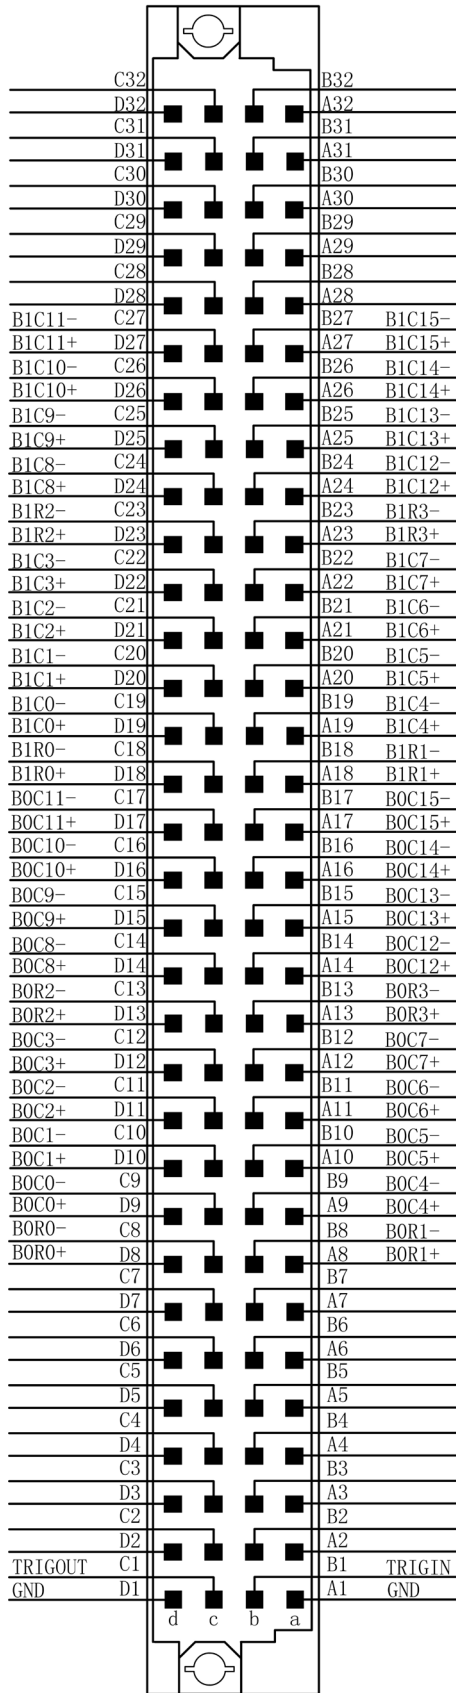 C32 B32
D32 A32
C31 B31
D31 A31
C30 B30
D30 A30
C29 B29
D29 A29
C28 B28
D28 A28
B1C11- C27 B27 B1C15-
B1C11+ D27 A27 B1C15+
B1C10- C26 B26 B1C14-
B1C10+ D26 A26 B1C14+
B1C9- C25 B25 B1C13-
B1C9+ D25 A25 B1C13+
B1C8- C24 B24 B1C12-
B1C8+ D24 A24 B1C12+
B1R2- C23 B23 B1R3-
B1R2+ D23 A23 B1R3+
B1C3- C22 B22 B1C7-
B1C3+ D22 A22 B1C7+
B1C2- C21 B21 B1C6-
B1C2+ D21 A21 B1C6+
B1C1- C20 B20 B1C5-
B1C1+ D20 A20 B1C5+
B1C0- C19 B19 B1C4-
B1C0+ D19 A19 B1C4+
B1R0- C18 B18 B1R1-
B1R0+ D18 A18 B1R1+
B0C11- C17 B17 B0C15-
B0C11+ D17 A17 B0C15+
B0C10- C16 B16 B0C14-
B0C10+ D16 A16 B0C14+
B0C9- C15 B15 B0C13-
B0C9+ D15 A15 B0C13+
B0C8- C14 B14 B0C12-
B0C8+ D14 A14 B0C12+
B0R2- C13 B13 B0R3-
B0R2+ D13 A13 B0R3+
B0C3- C12 B12 B0C7-
B0C3+ D12 A12 B0C7+
B0C2- C11 B11 B0C6-
B0C2+ D11 A11 B0C6+
B0C1- C10 B10 B0C5-
B0C1+ D10 A10 B0C5+
B0C0- C9 B9 B0C4-
B0C0+ D9 A9 B0C4+
B0R0- C8 B8 B0R1-
B0R0+ D8 A8 B0R1+
C7 B7
D7 A7
C6 B6
D6 A6
C5 B5
D5 A5
C4 B4
D4 A4
C3 B3
D3 A3
C2 B2
D2 A2
TRIGOUT C1 B1 TRIGIN
GND D1 A1 GND
d c b a